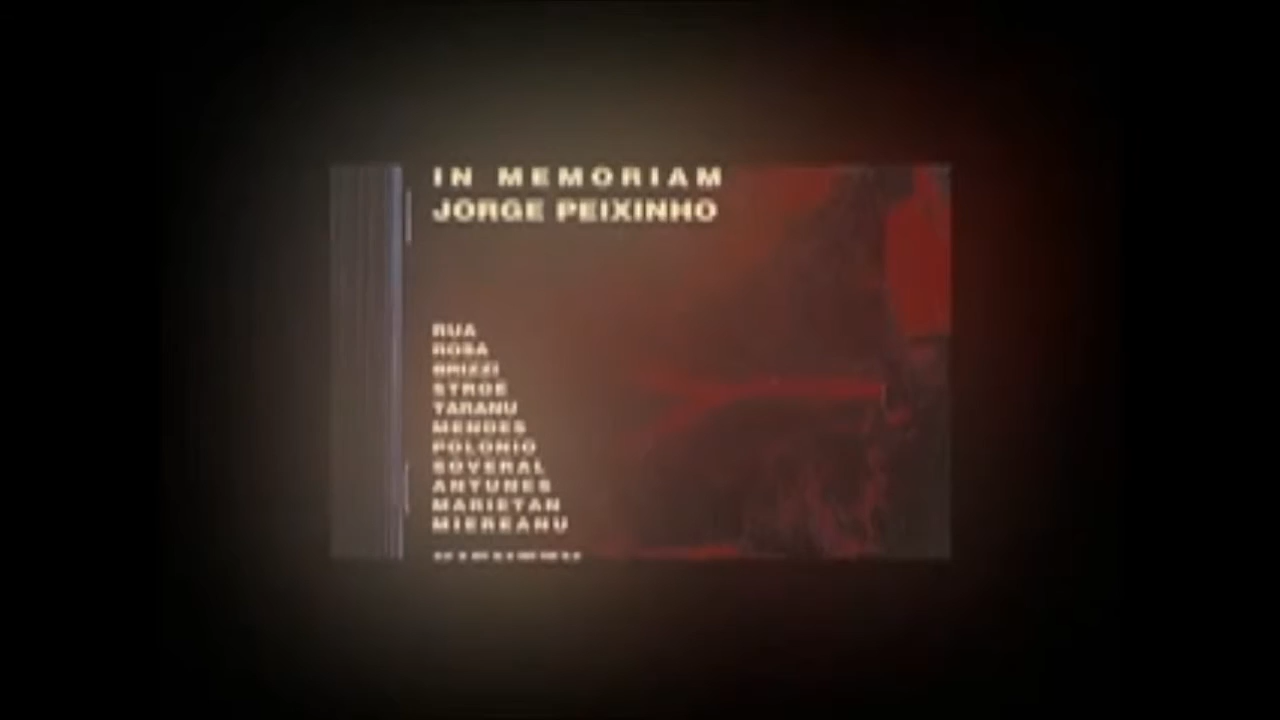 IN MEMORIAM
JORGE PEIXINHO
RUA
ROSA
BRIZZI
STROE
TARANU
MENDES
POLONIO
SOVERAL
ANTUNES
MARIETAN
MIEREANU